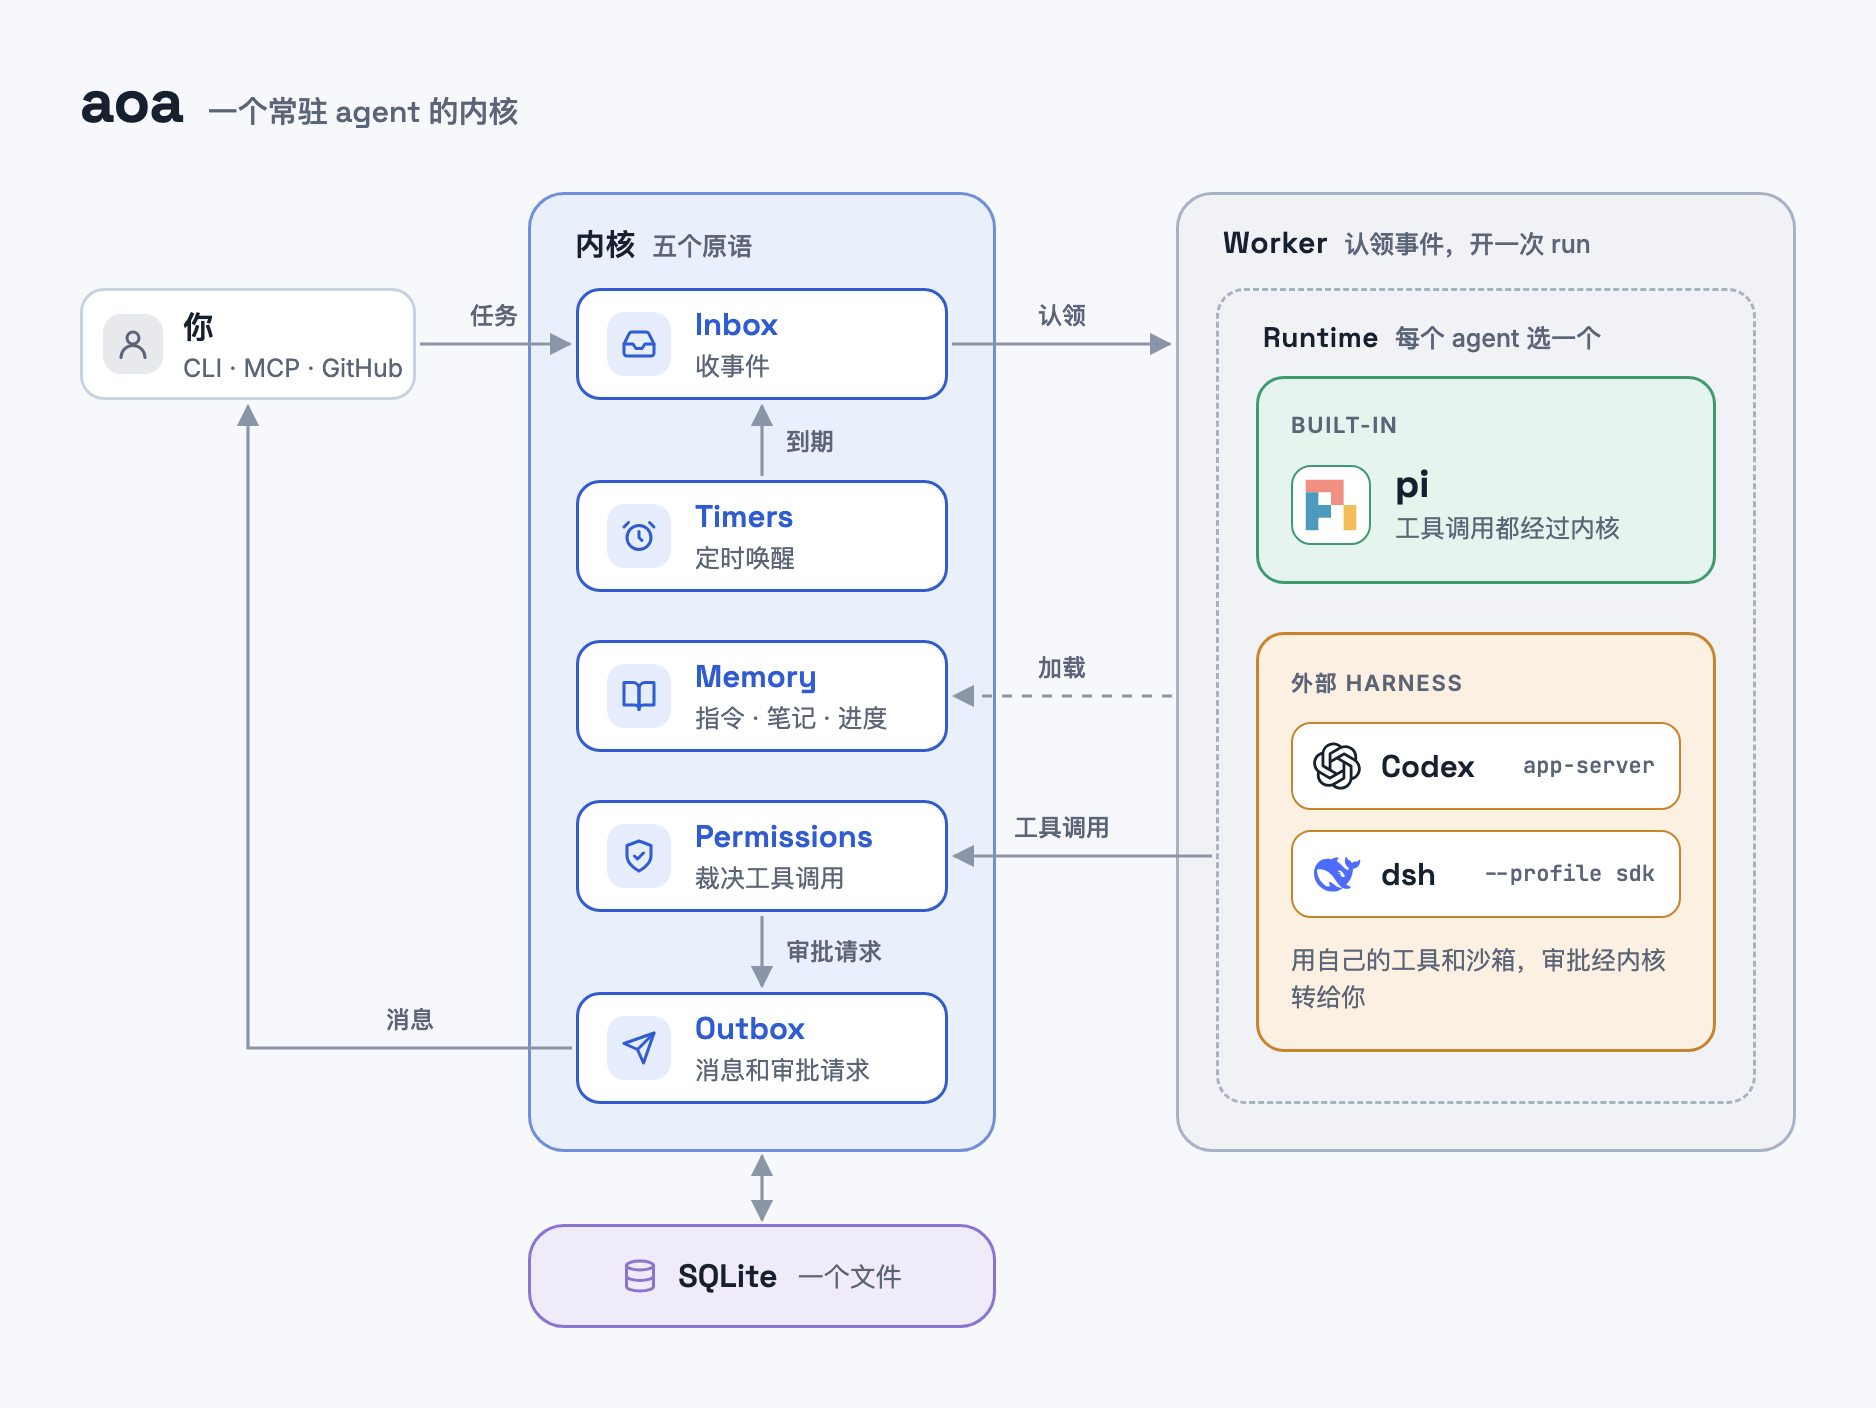 aoa 一个常驻 agent 的内核
你
CLI · MCP · GitHub
任务
内核 五个原语
Inbox
收事件
到期
Timers
定时唤醒
Memory
指令 · 笔记 · 进度
Permissions
裁决工具调用
审批请求
Outbox
消息和审批请求
消息
认领
加载
工具调用
Worker 认领事件，开一次 run
Runtime 每个 agent 选一个
BUILT-IN
pi
工具调用都经过内核
外部 HARNESS
Codex app-server
dsh --profile sdk
用自己的工具和沙箱，审批经内核
转给你
SQLite 一个文件